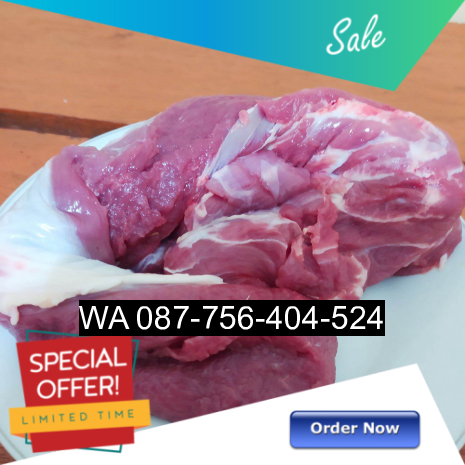 Sale
WA 087-756-404-524
SPECIAL
OFFER!
LIMITED TIME
Order Now